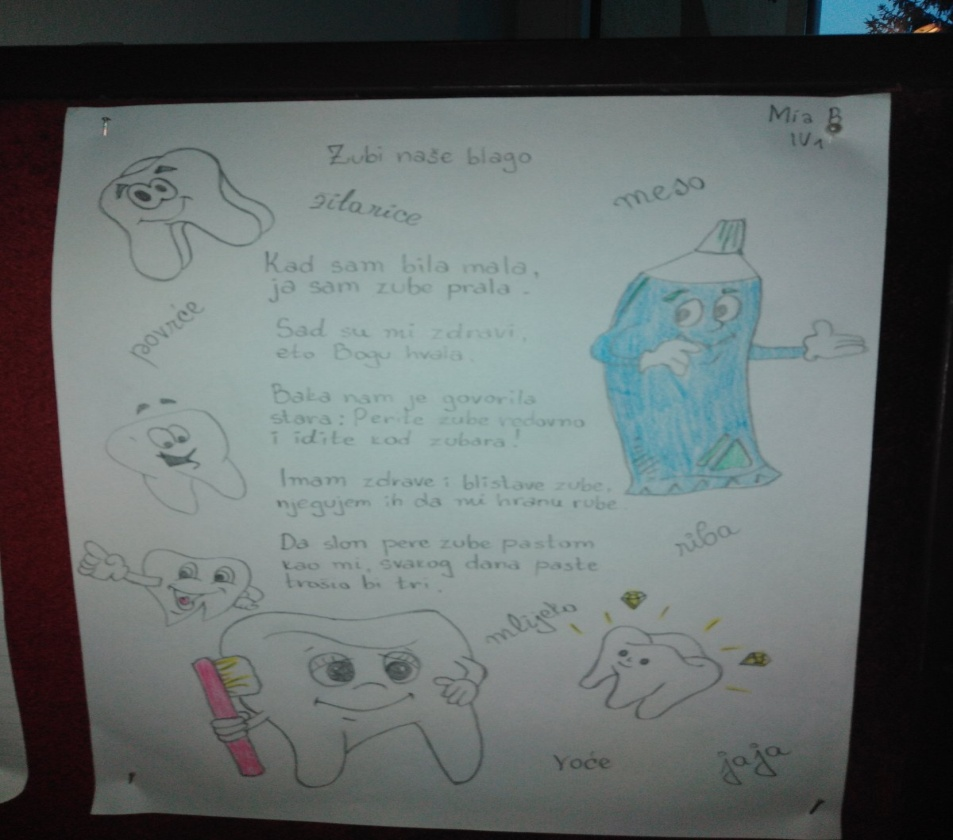 Mia B
IV1
Zubi naše blago
žitarice
meso
Kad sam bila mala,
ja sam zube prala.
povrće
Sad su mi zdravi,
eto Bogu hvala.
Baka nam je govorila
stara: Perite zube redovno
i idite kod zubara!
Imam zdrave i blistave zube,
njegujem ih da mi hranu rube.
riba
Da slon pere zube pastom
kao mi, svakog dana paste
trošio bi tri.
mlijeko
voće
jaja